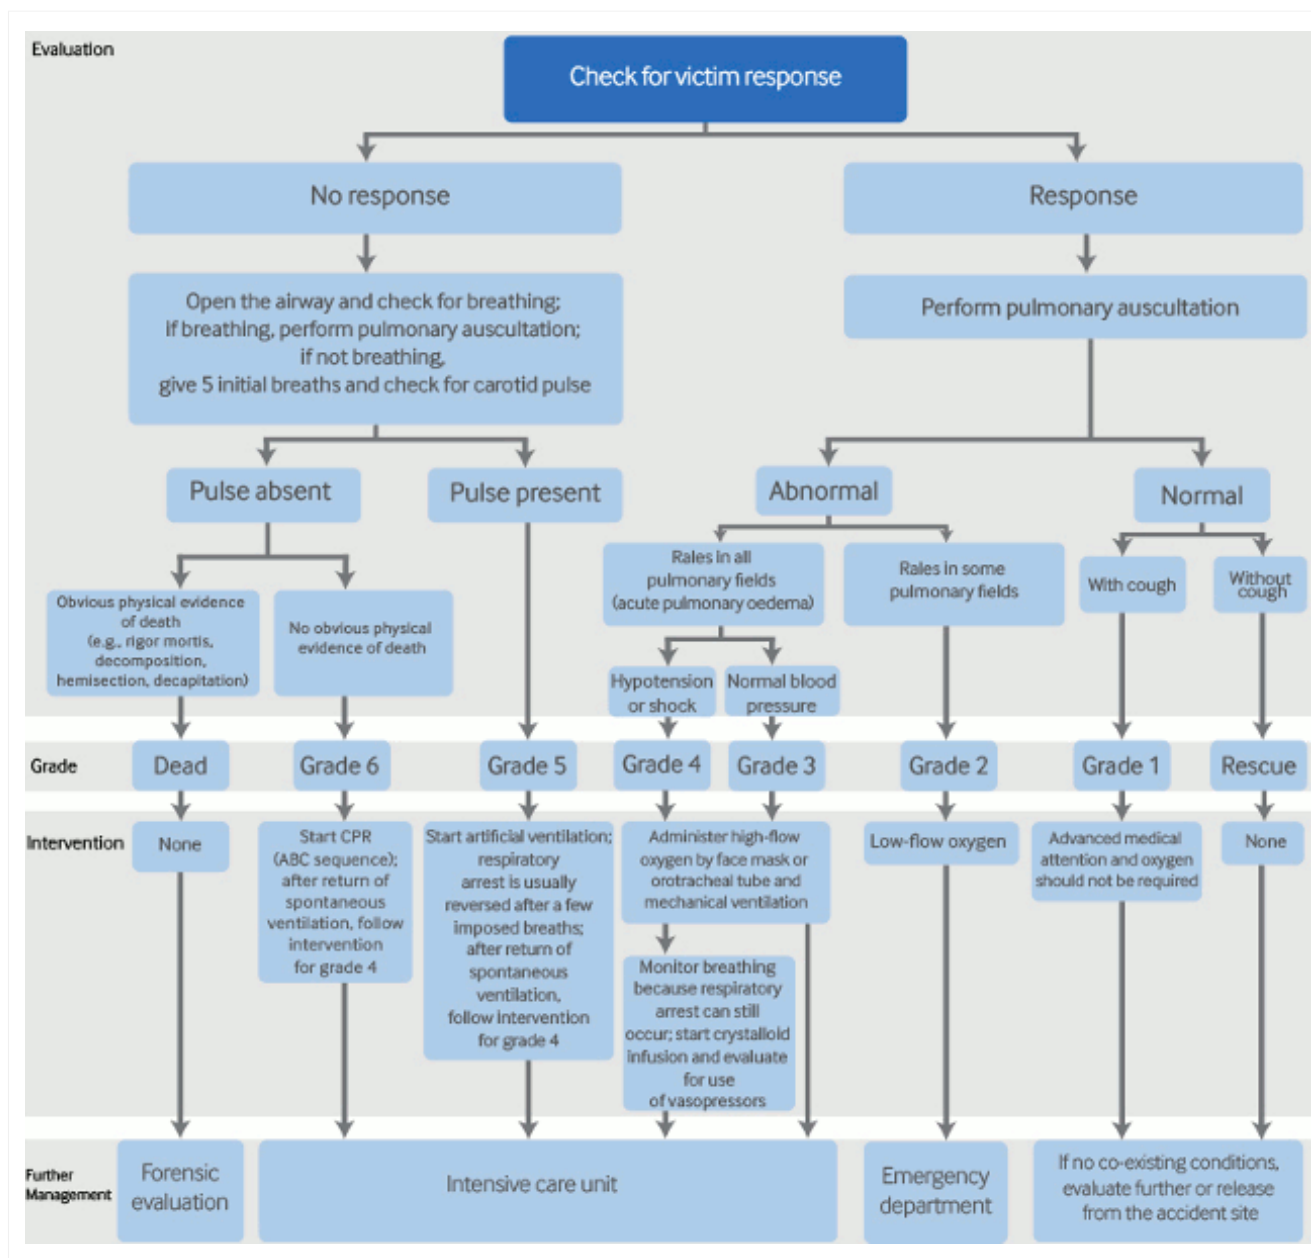 Evaluation
Check for victim response
No response
Response
Open the airway and check for breathing;
if breathing, perform pulmonary auscultation;
if not breathing,
give 5 initial breaths and check for carotid pulse
Perform pulmonary auscultation
Pulse absent
Pulse present
Abnormal
Normal
Obvious physical evidence
of death
(e.g., rigor mortis,
decomposition,
hemisection, decapitation)
No obvious physical
evidence of death
Rales in all
pulmonary fields
(acute pulmonary oedema)
Rales in some
pulmonary fields
With cough
Without
cough
Hypotension
or shock
Normal blood
pressure
Grade
Dead
Grade 6
Grade 5
Grade 4
Grade 3
Grade 2
Grade 1
Rescue
Intervention
None
Start CPR
(ABC sequence);
after return of
spontaneous
ventilation, follow
intervention
for grade 4
Start artificial ventilation;
respiratory
arrest is usually
reversed after a few
imposed breaths;
after return of
spontaneous
ventilation,
follow intervention
for grade 4
Administer high-flow
oxygen by face mask or
orotracheal tube and
mechanical ventilation
Monitor breathing
because respiratory
arrest can still
occur; start crystalloid
infusion and evaluate
for use
of vasopressors
Low-flow oxygen
Advanced medical
attention and oxygen
should not be required
None
Further
Management
Forensic
evaluation
Intensive care unit
Emergency
department
If no co-existing conditions,
evaluate further or release
from the accident site